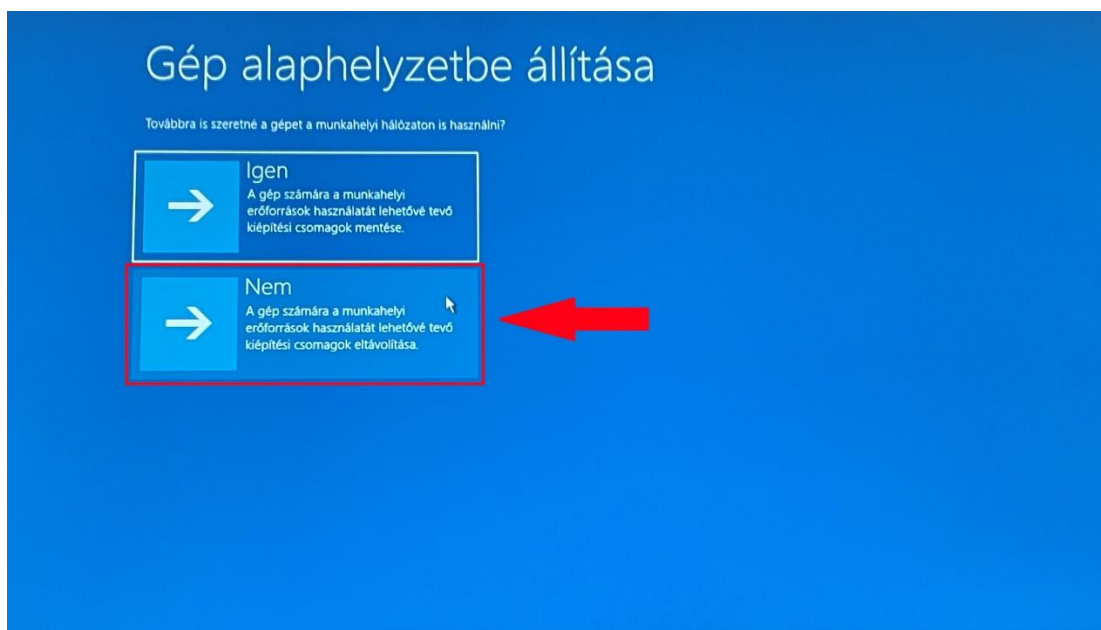 Gép alaphelyzetbe állítása
Továbbra is szeretné a gépet a munkahelyi hálózaton is használni?
Igen
A gép számára a munkahelyi
erőforrások használatát lehetővé tevő
kiépítési csomagok mentése.
Nem
A gép számára a munkahelyi
erőforrások használatát lehetővé tevő
kiépítési csomagok eltávolítása.